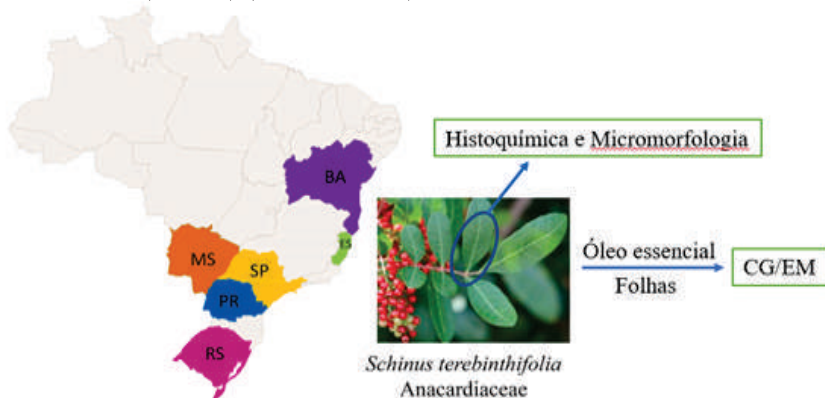 BA
ES
MS
SP
PR
RS
Histoquímica e Micromorfologia
Óleo essencial
Folhas
CG/EM
Schinus terebinthifolia
Anacardiaceae